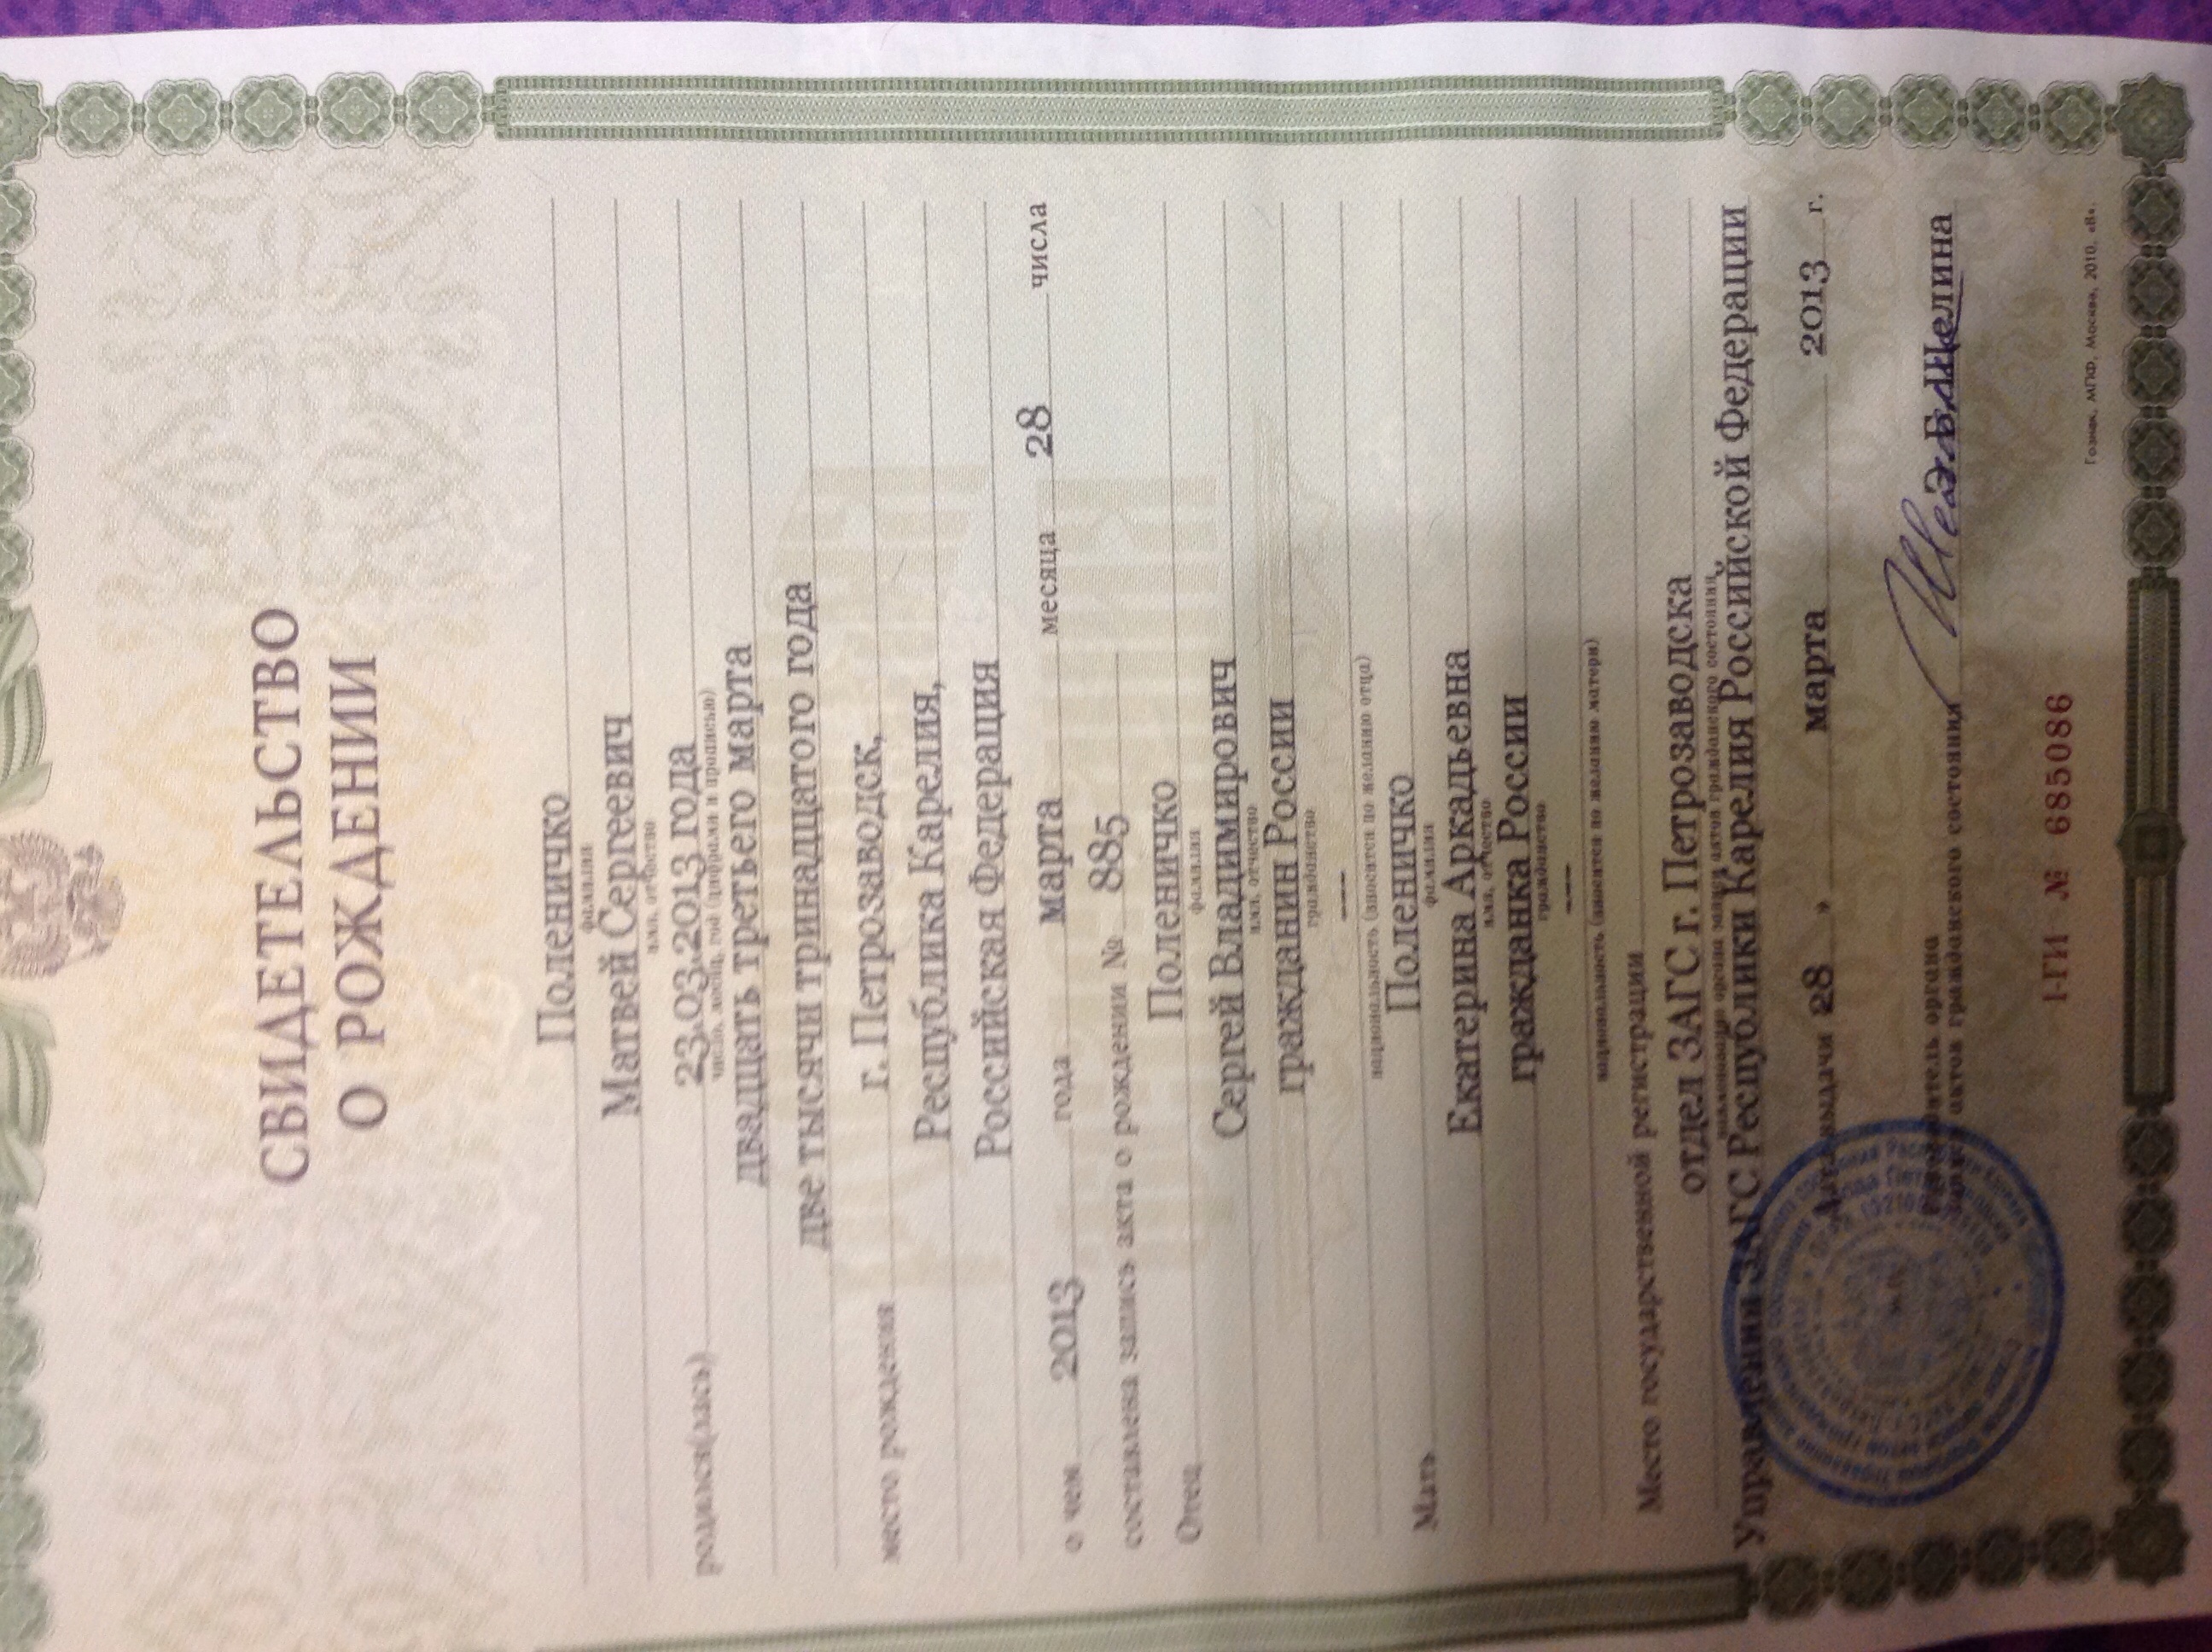 СВИДЕТЕЛЬСТВО
О РОЖДЕНИИ
Поленичко
фамилия
Матвей Сергеевич
имя, отчество
родился(лась) 23.03.2013 года
число, месяц, год (цифрами и прописью)
двадцать третьего марта
две тысячи тринадцатого года
место рождения г. Петрозаводск,
Республика Карелия,
Российская Федерация
о чем 2013 года марта месяца 28 числа
составлена запись акта о рождении № 885
Отец Поленичко
фамилия
Сергей Владимирович
имя, отчество
гражданин России
гражданство
---
национальность (вносится по желанию отца)
Мать Поленичко
фамилия
Екатерина Аркадьевна
имя, отчество
гражданка России
гражданство
---
национальность (вносится по желанию матери)
Место государственной регистрации
отдел ЗАГС г. Петрозаводска
наименование органа записи актов гражданского состояния
Управления ЗАГС Республики Карелия Российской Федерации
Дата выдачи 28 » марта 2013 г.
Руководитель органа
записи актов гражданского состояния Э.Б.Щелина
I-ГИ № 685086
Гознак, МПФ, Москва, 2010, «В».